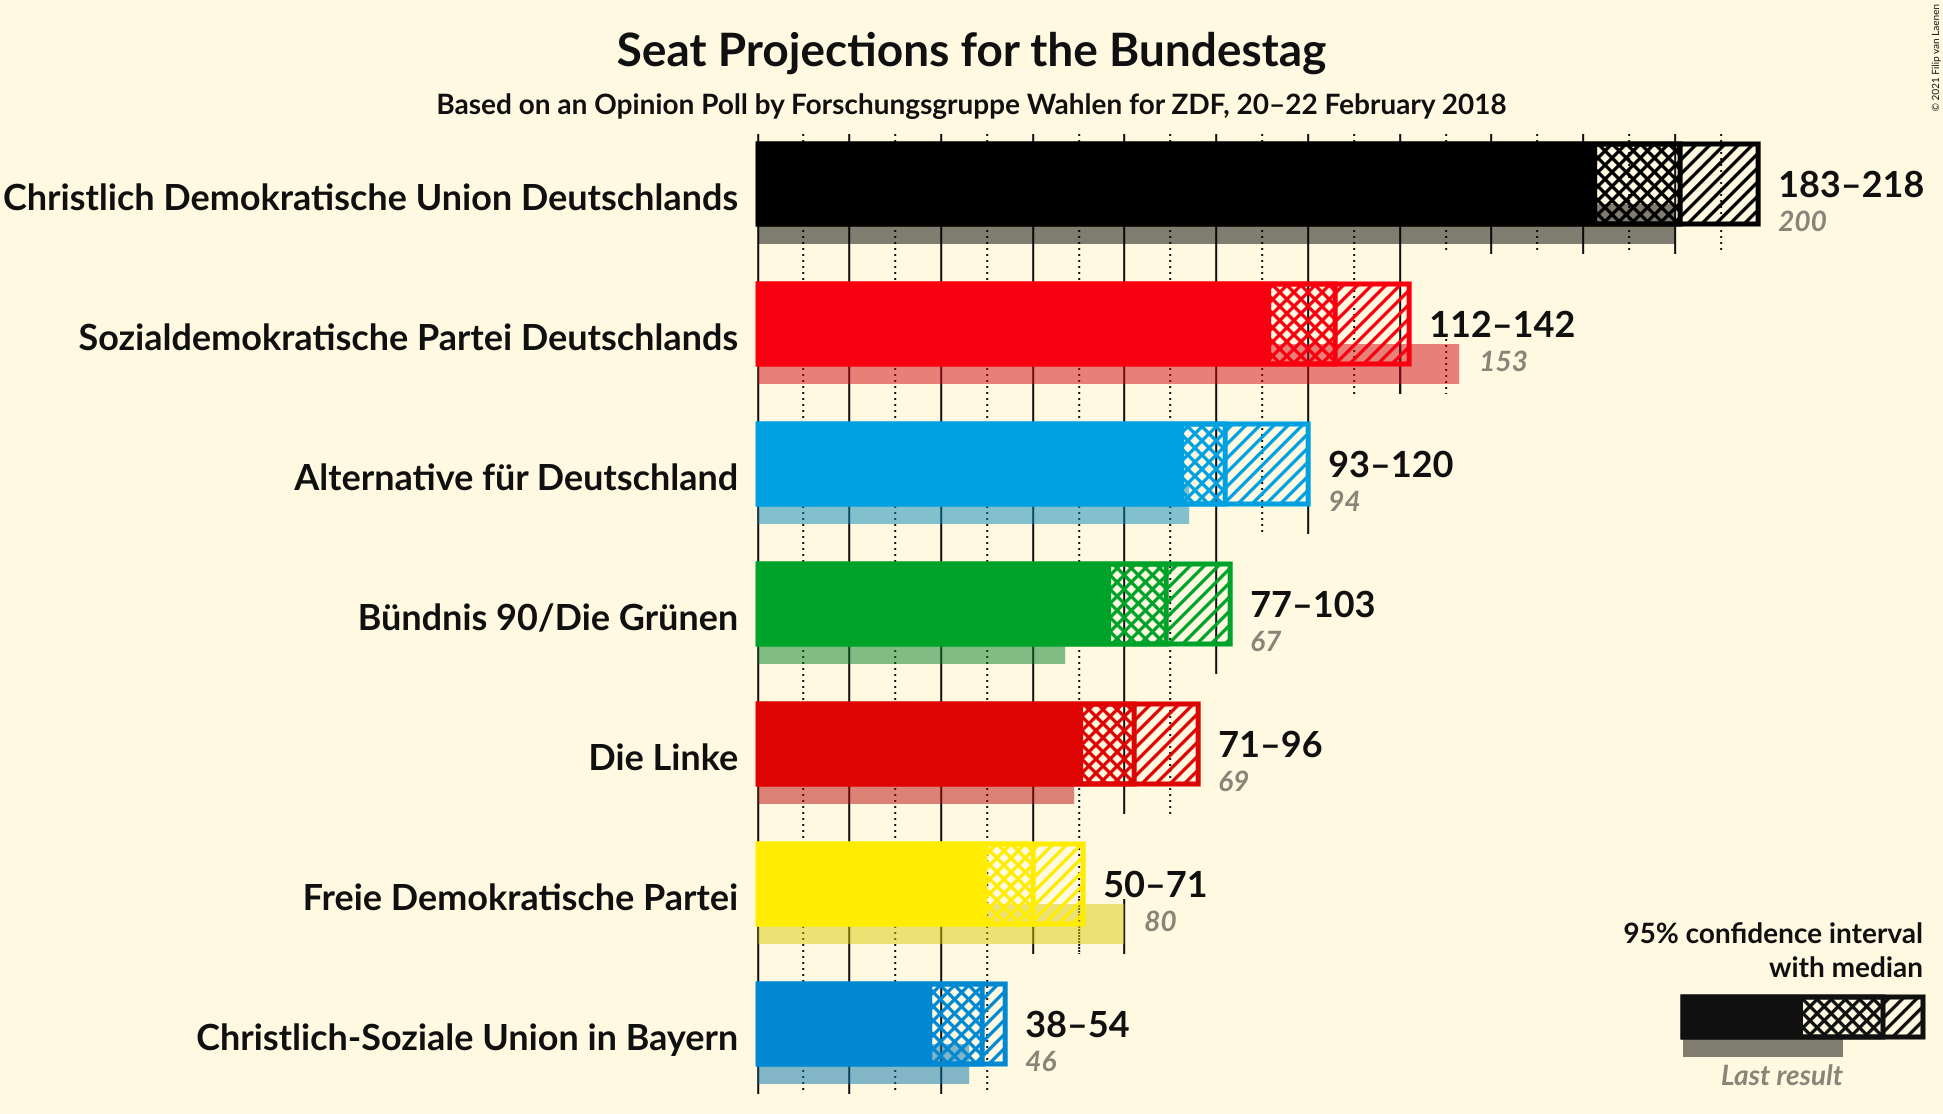 Seat Projections for the Bundestag
Based on an Opinion Poll by Forschungsgruppe Wahlen for ZDF, 20–22 February 2018
© 2021 Filip van Laenen
Christlich Demokratische Union Deutschlands
183–218
200
Sozialdemokratische Partei Deutschlands
112–142
153
Alternative für Deutschland
93–120
94
Bündnis 90/Die Grünen
77–103
67
Die Linke
71–96
69
Freie Demokratische Partei
50–71
80
Christlich-Soziale Union in Bayern
38–54
46
95% confidence interval
with median
Last result